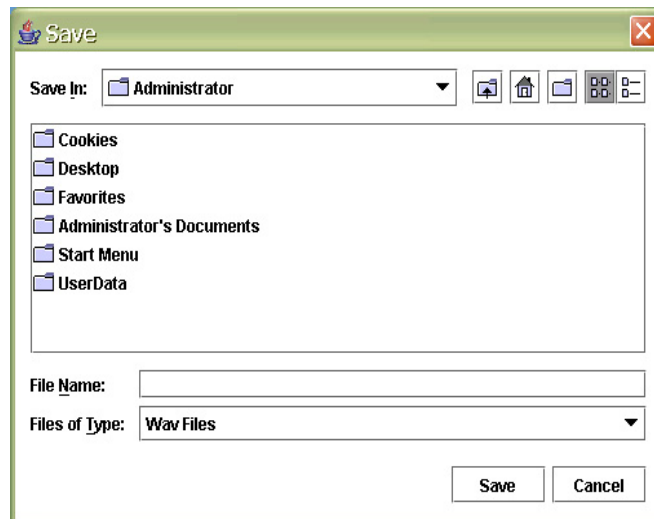 Save
Save In: Administrator
Cookies
Desktop
Favorites
Administrator's Documents
Start Menu
UserData
File Name:
Files of Type: Wav Files
Save Cancel